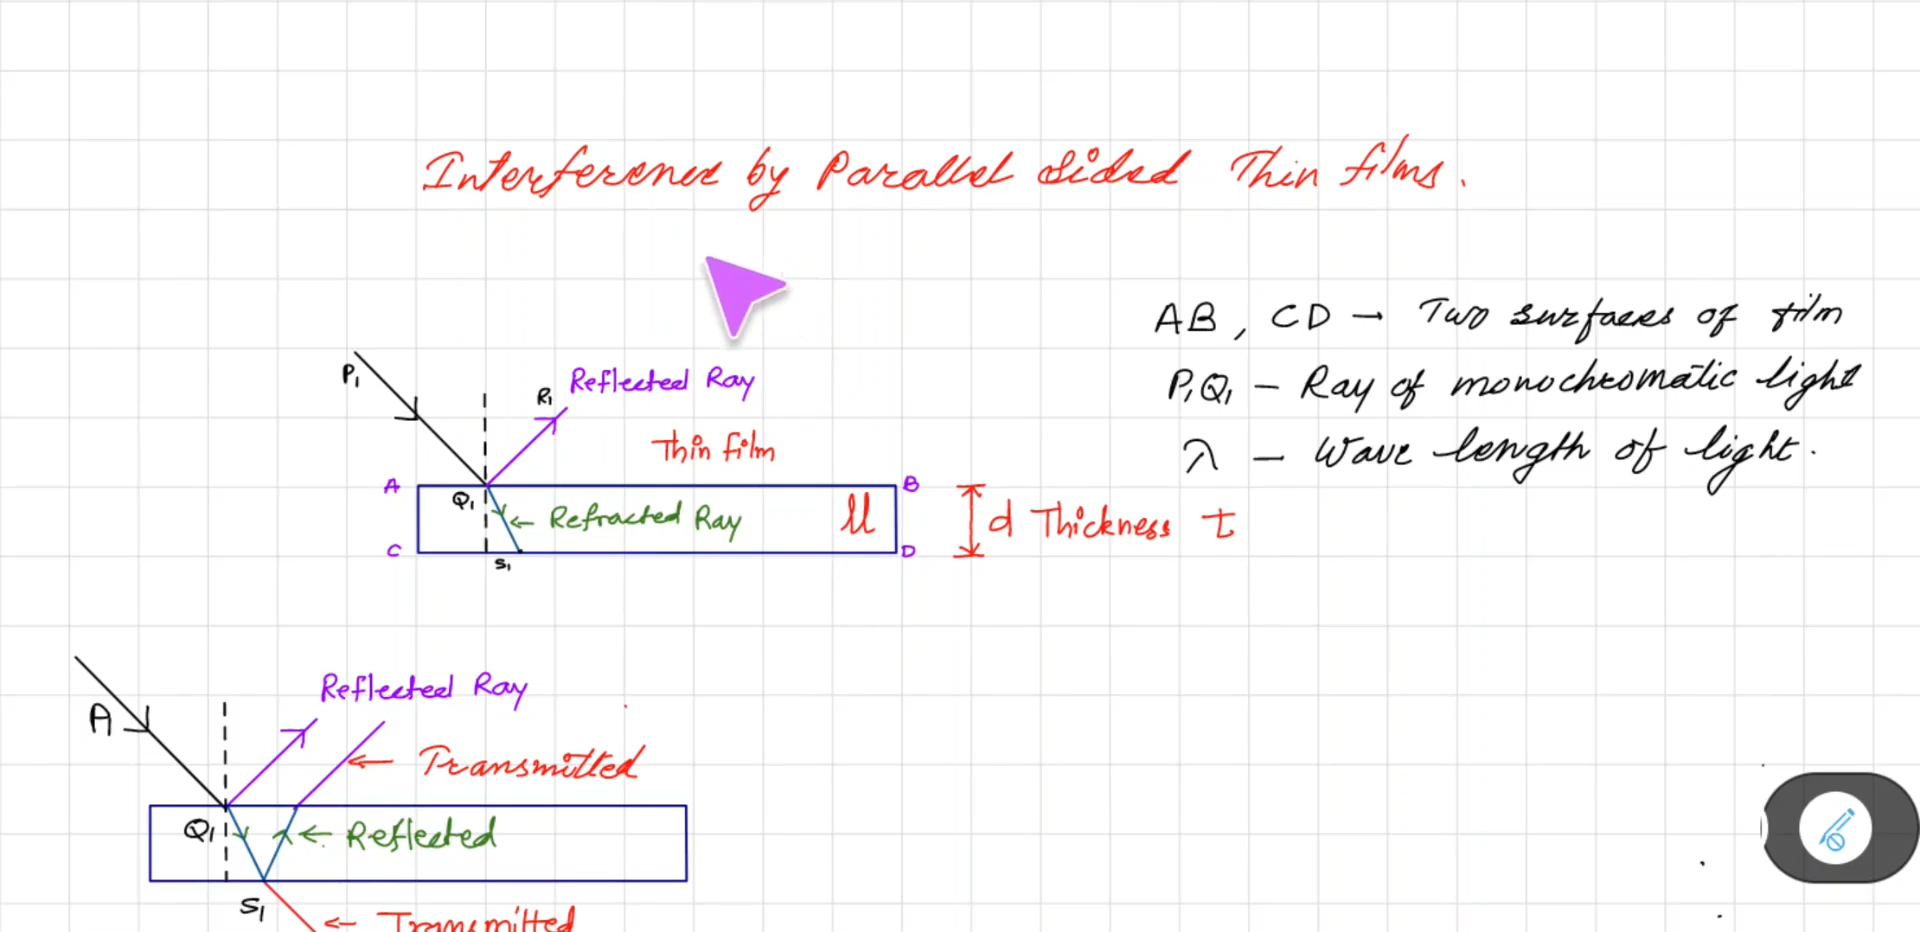 Interference by Parallel Sided Thin films.
AB, CD → Two surfaces of film
P₁Q₁ — Ray of monochromatic light
λ — Wave length of light.
P₁
R₁ Reflected Ray
Thin film
A B
Q₁ ← Refracted Ray μ
d Thickness t
C D
S₁
Reflected Ray
A
← Transmitted
Q₁ ← Reflected
S₁
← Transmitted